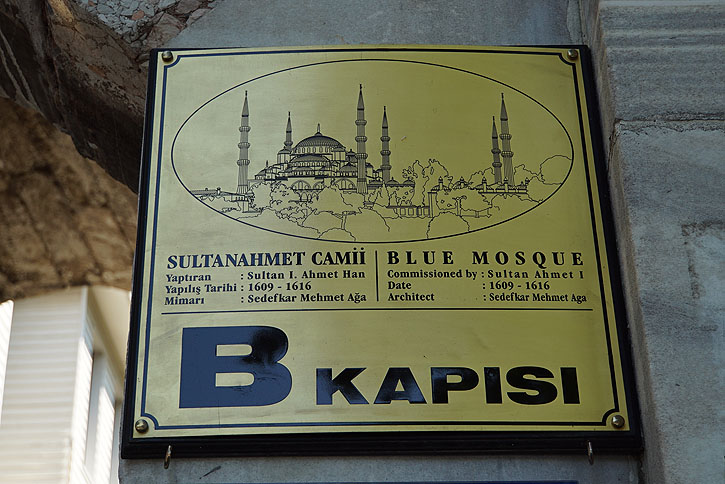 SULTANAHMET CAMİİ
Yaptıran : Sultan I. Ahmet Han
Yapılış Tarihi : 1609 - 1616
Mimarı : Sedefkar Mehmet Ağa
BLUE MOSQUE
Commissioned by : Sultan Ahmet I
Date : 1609 - 1616
Architect : Sedefkar Mehmet Aga
B KAPISI